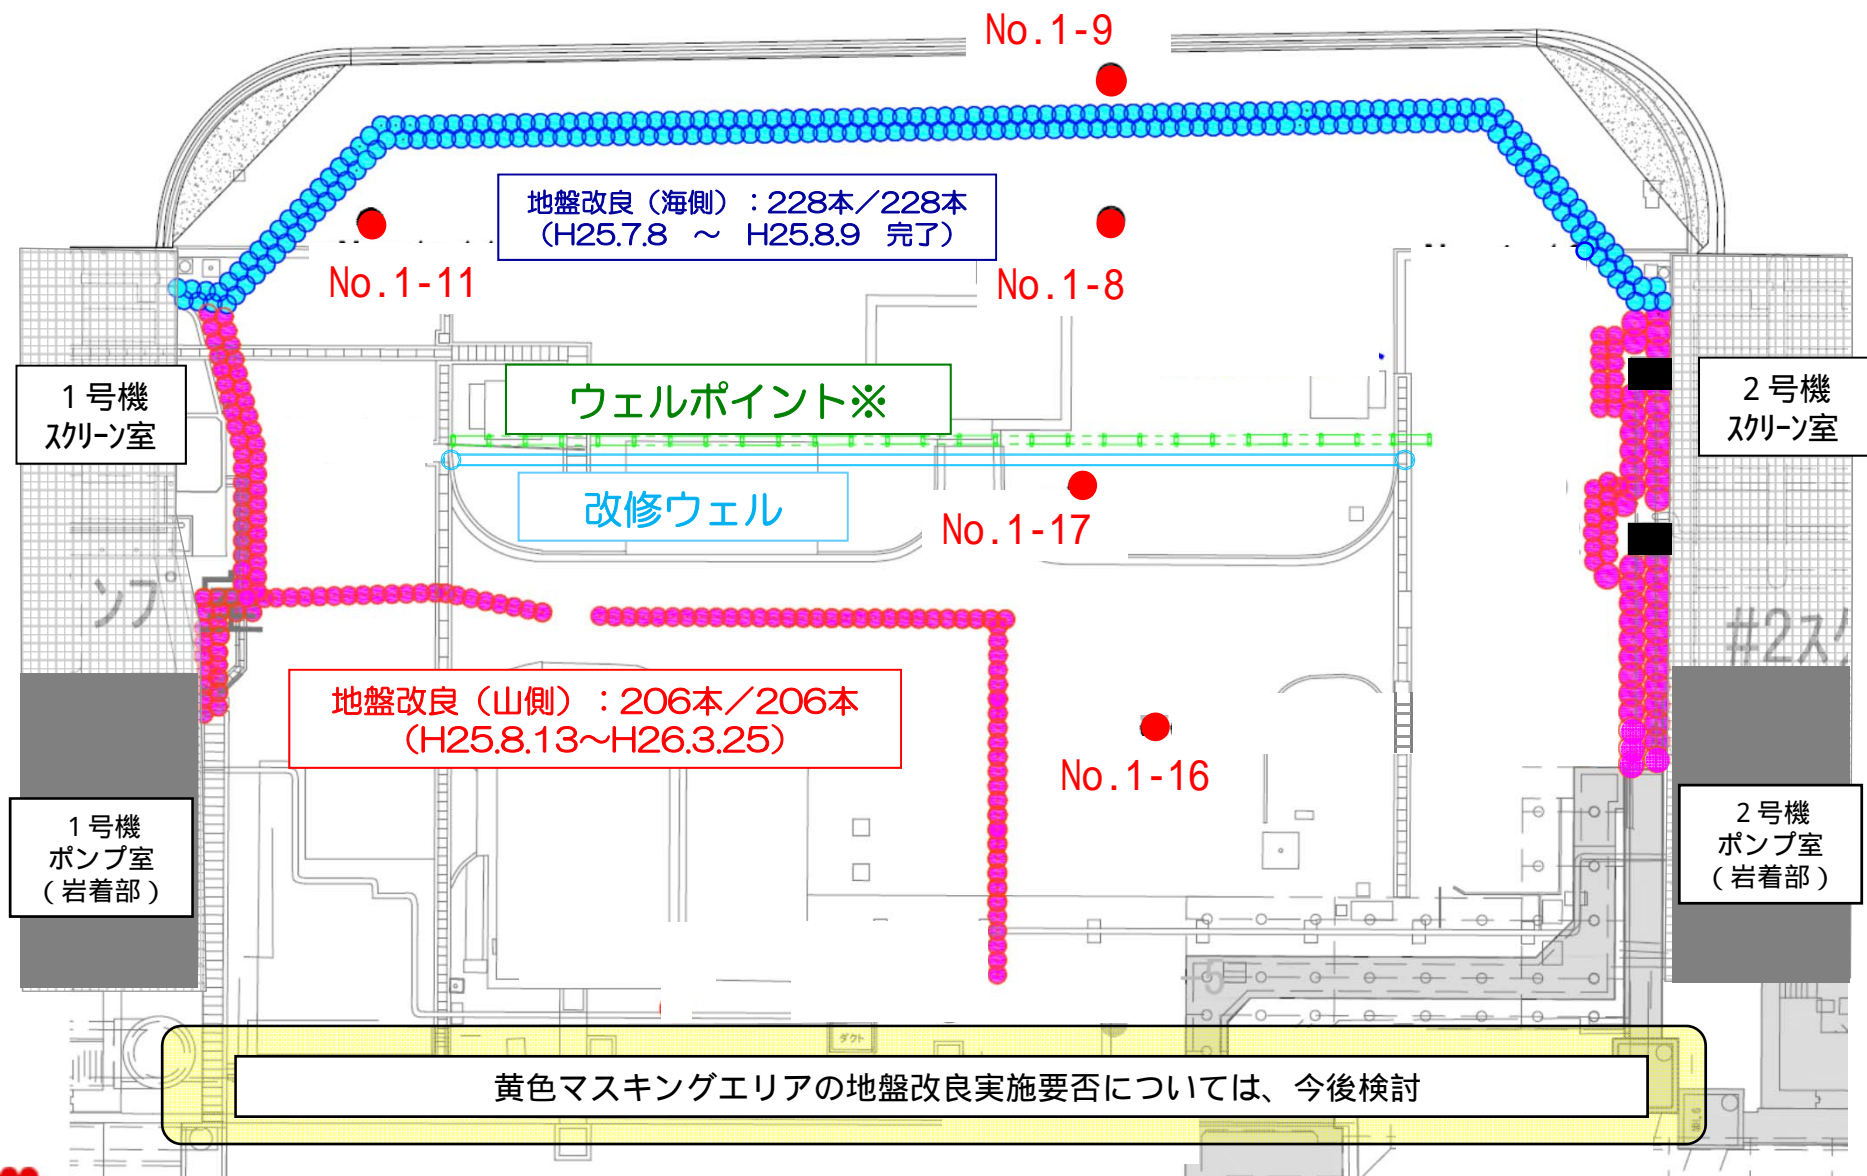 No.1-9
地盤改良（海側）：228本／228本
（H25.7.8　～　H25.8.9　完了）
No.1-11
No.1-8
1号機
ｽｸﾘｰﾝ室
ウェルポイント※
2号機
ｽｸﾘｰﾝ室
改修ウェル
No.1-17
ンプ
#2ス
地盤改良（山側）：206本／206本
（H25.8.13～H26.3.25）
No.1-16
1号機
ポンプ室
（岩着部）
2号機
ポンプ室
（岩着部）
ダクト
黄色マスキングエリアの地盤改良実施要否については、今後検討